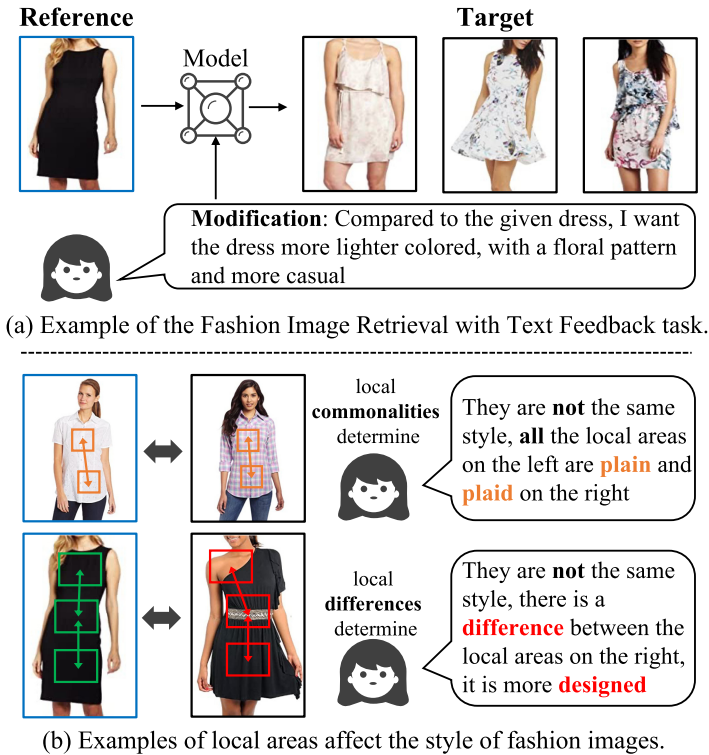 Reference
Target
Model
Modification: Compared to the given dress, I want
the dress more lighter colored, with a floral pattern
and more casual
(a) Example of the Fashion Image Retrieval with Text Feedback task.
local
commonalities
determine
They are not the same
style, all the local areas
on the left are plain and
plaid on the right
local
differences
determine
They are not the same
style, there is a
difference between the
local areas on the right,
it is more designed
(b) Examples of local areas affect the style of fashion images.